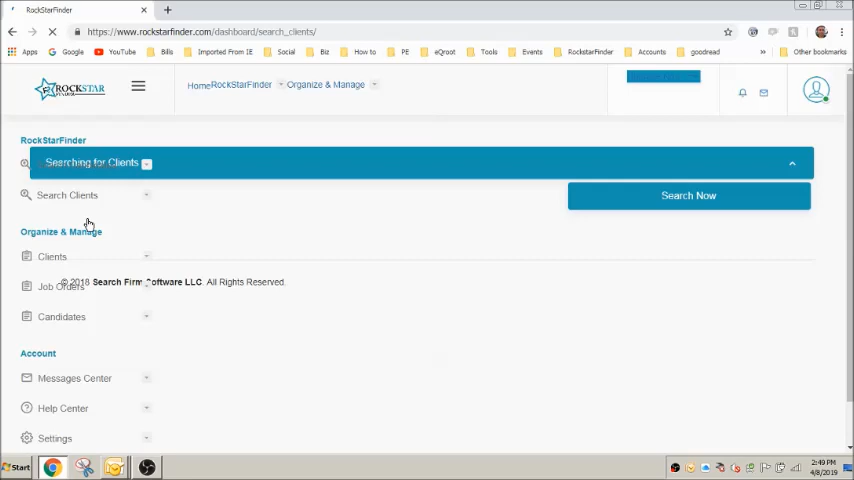 RockStarFinder
https://www.rockstarfinder.com/dashboard/search_clients/
Apps Google YouTube Bills Imported From IE Social Biz How to PE eQroot Tools Events RockStarFinder Accounts goodread » Other bookmarks
ROCKSTAR
Home RockStarFinder Organize & Manage
RockStarFinder
Searching for Clients
Search Clients
Search Now
Organize & Manage
Clients
© 2018 Search Firm Software LLC. All Rights Reserved.
Job Orders
Candidates
Account
Messages Center
Help Center
Settings
Start
2:49 PM
4/8/2019